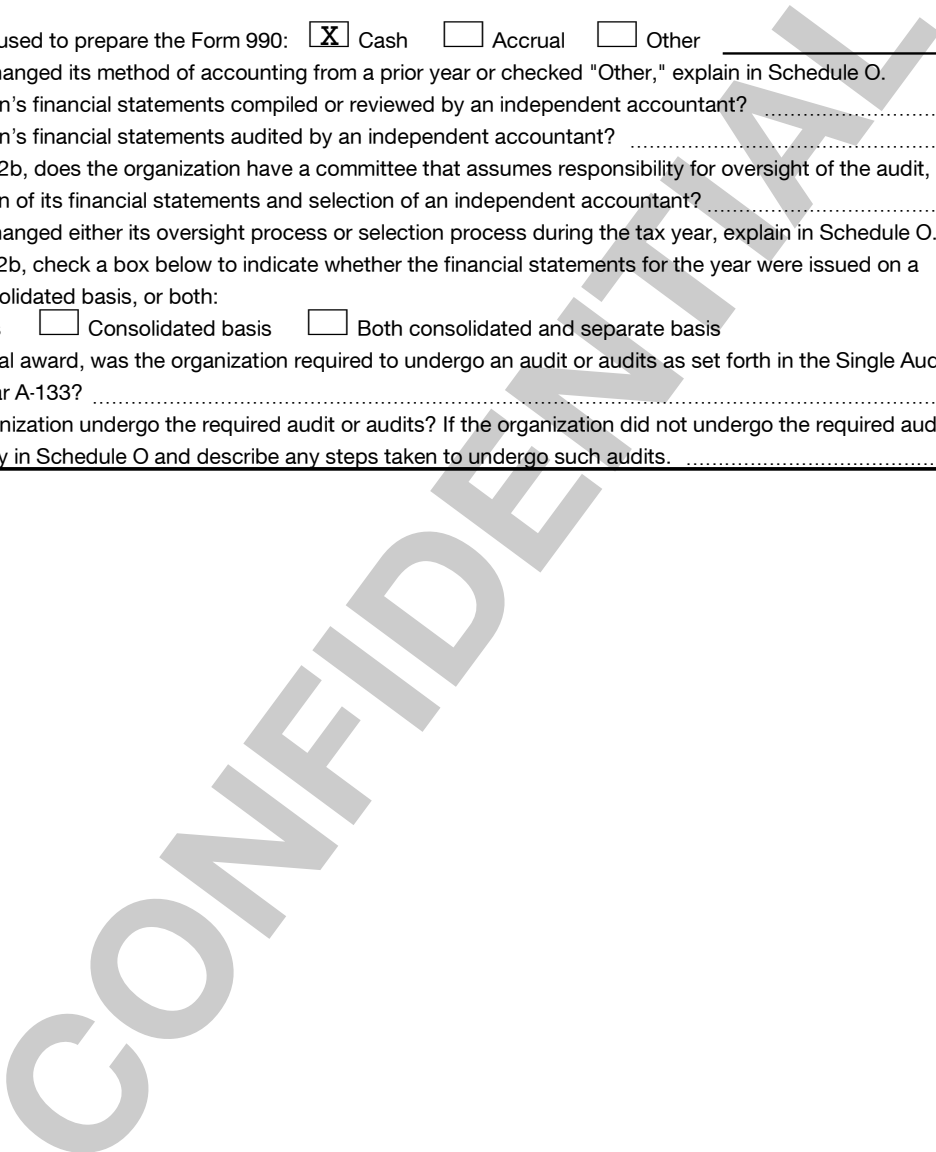 used to prepare the Form 990: X Cash Accrual Other
hanged its method of accounting from a prior year or checked "Other," explain in Schedule O.
n's financial statements compiled or reviewed by an independent accountant?
n's financial statements audited by an independent accountant?
2b, does the organization have a committee that assumes responsibility for oversight of the audit,
n of its financial statements and selection of an independent accountant?
hanged either its oversight process or selection process during the tax year, explain in Schedule O.
2b, check a box below to indicate whether the financial statements for the year were issued on a
olidated basis, or both:
s Consolidated basis Both consolidated and separate basis
al award, was the organization required to undergo an audit or audits as set forth in the Single Aud
ar A-133?
nization undergo the required audit or audits? If the organization did not undergo the required aud
y in Schedule O and describe any steps taken to undergo such audits.
CONFIDENTIAL